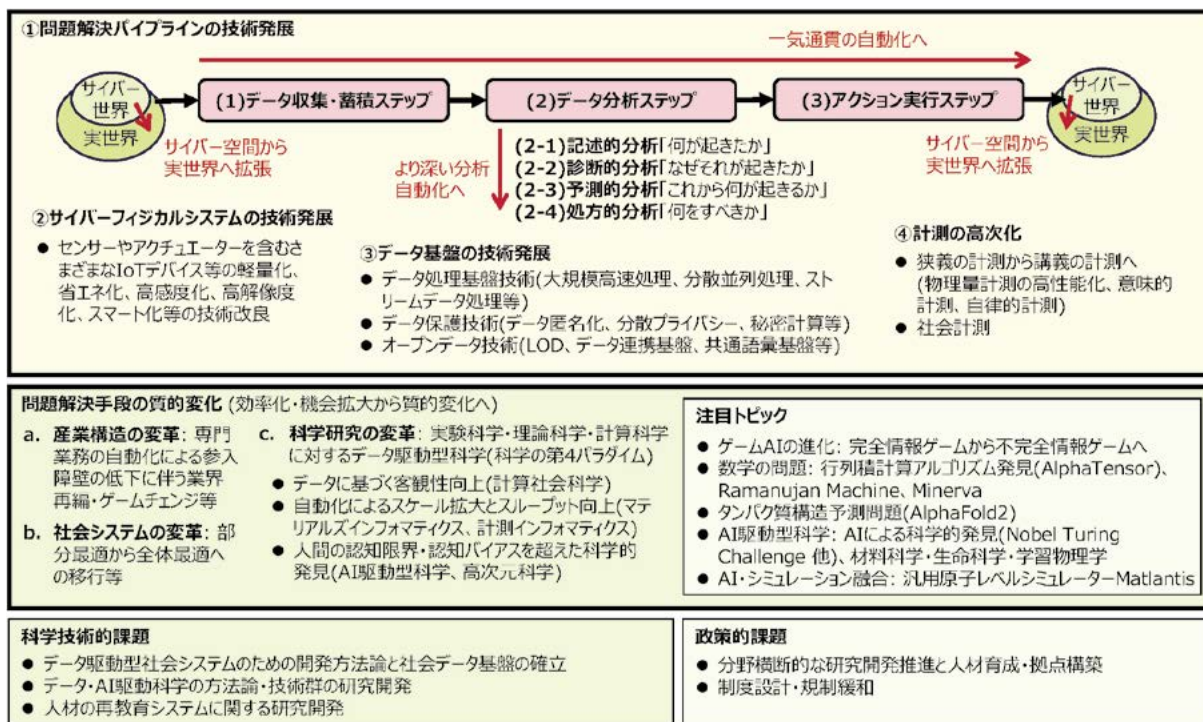 ①問題解決パイプラインの技術発展
一気通貫の自動化へ
サイバー
世界
実世界
(1)データ収集・蓄積ステップ
(2)データ分析ステップ
(3)アクション実行ステップ
サイバー
世界
実世界
サイバー空間から
実世界へ拡張
より深い分析
自動化へ
(2-1)記述的分析「何が起きたか」
(2-2)診断的分析「なぜそれが起きたか」
(2-3)予測的分析「これから何が起きるか」
(2-4)処方的分析「何をすべきか」
サイバー空間から
実世界へ拡張
②サイバーフィジカルシステムの技術発展
● センサーやアクチュエーターを含むさ
まざまなIoTデバイス等の軽量化、
省エネ化、高感度化、高解像度
化、スマート化等の技術改良
③データ基盤の技術発展
● データ処理基盤技術(大規模高速処理、分散並列処理、スト
リームデータ処理等)
● データ保護技術(データ匿名化、分散プライバシー、秘密計算等)
● オープンデータ技術(LOD、データ連携基盤、共通語彙基盤等)
④計測の高次化
● 狭義の計測から講義の計測へ
(物理量計測の高性能化、意味的
計測、自律的計測)
● 社会計測
問題解決手段の質的変化 (効率化・機会拡大から質的変化へ)
a. 産業構造の変革: 専門
業務の自動化による参入
障壁の低下に伴う業界
再編・ゲームチェンジ等
b. 社会システムの変革: 部
分最適から全体最適へ
の移行等
c. 科学研究の変革: 実験科学・理論科学・計算科学
に対するデータ駆動型科学(科学の第4パラダイム)
● データに基づく客観性向上(計算社会科学)
● 自動化によるスケール拡大とスループット向上(マテ
リアルズインフォマティクス、計測インフォマティクス)
● 人間の認知限界・認知バイアスを超えた科学的
発見(AI駆動型科学、高次元科学)
注目トピック
● ゲームAIの進化: 完全情報ゲームから不完全情報ゲームへ
● 数学の問題: 行列積計算アルゴリズム発見(AlphaTensor)、
Ramanujan Machine、Minerva
● タンパク質構造予測問題(AlphaFold2)
● AI駆動型科学: AIによる科学的発見(Nobel Turing
Challenge 他)、材料科学・生命科学・学習物理学
● AI・シミュレーション融合: 汎用原子レベルシミュレーターMatlantis
科学技術的課題
● データ駆動型社会システムのための開発方法論と社会データ基盤の確立
● データ・AI駆動科学の方法論・技術群の研究開発
● 人材の再教育システムに関する研究開発
政策的課題
● 分野横断的な研究開発推進と人材育成・拠点構築
● 制度設計・規制緩和